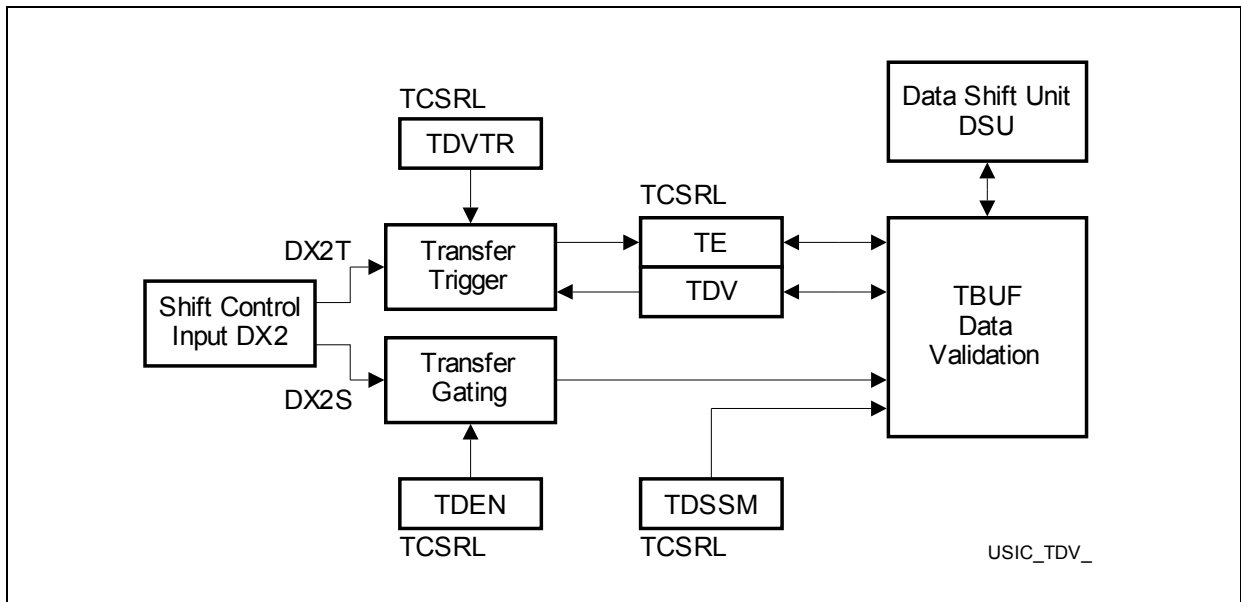 TCSRL
TDVTR
Data Shift Unit
DSU
DX2T
Transfer
Trigger
TCSRL
TE
TDV
Shift Control
Input DX2
TBUF
Data
Validation
DX2S
Transfer
Gating
TDEN
TCSRL
TDSSM
TCSRL
USIC_TDV_